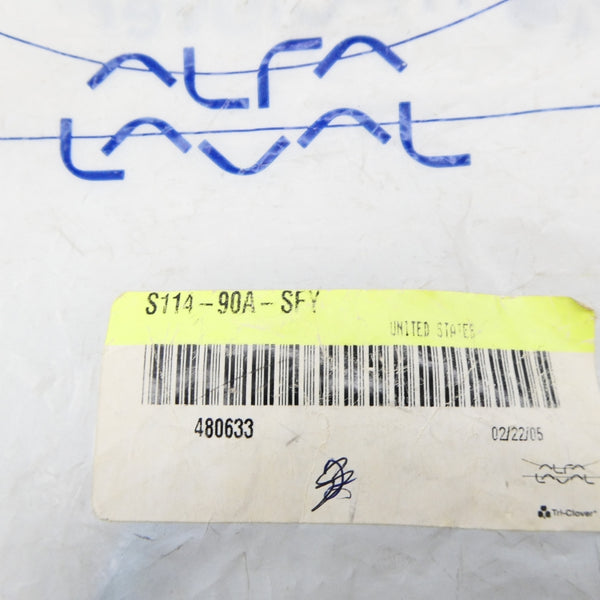 ALFA
LAVAL
S114-90A-SFY
UNITED STATES
480633
02/22/05
ALFA
LAVAL
Tri-Clover